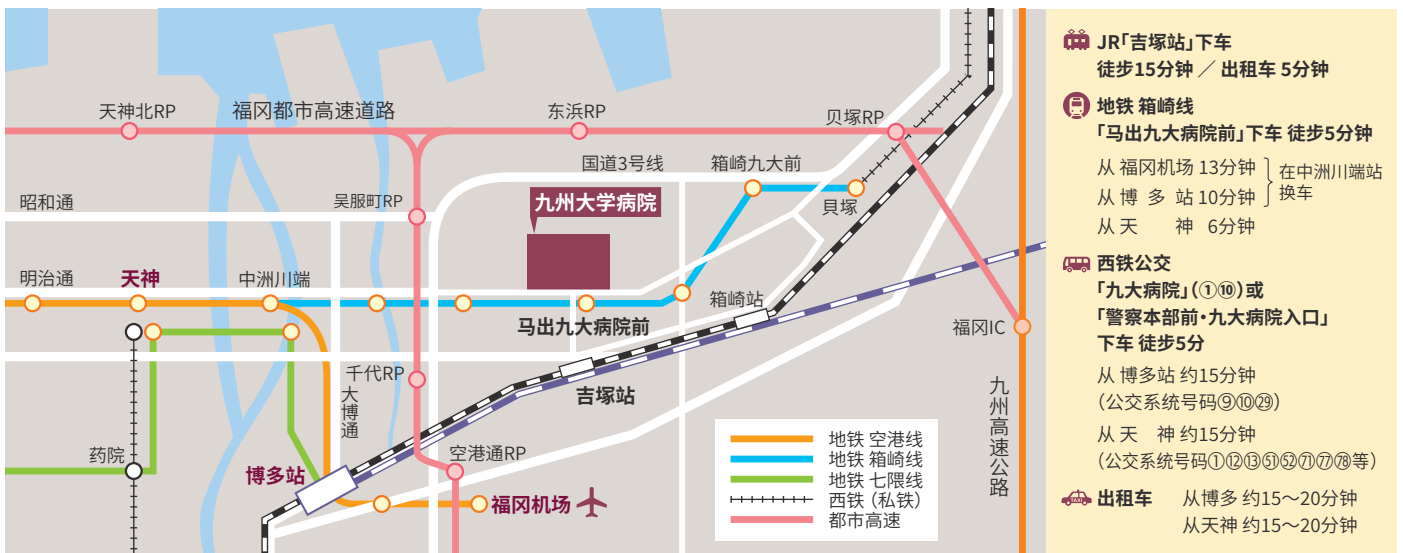 天神北RP
福冈都市高速道路
东浜RP
贝塚RP
国道3号线
箱崎九大前
昭和通
吴服町RP
九州大学病院
貝塚
明治通
天神
中洲川端
箱崎站
马出九大病院前
福冈IC
千代RP
大博通
吉塚站
九州高速公路
药院
博多站
空港通RP
福冈机场
地铁 空港线
地铁 箱崎线
地铁 七隈线
西铁（私铁）
都市高速
JR「吉塚站」下车
徒步15分钟 ／ 出租车 5分钟
地铁 箱崎线
「马出九大病院前」下车 徒步5分钟
从 福冈机场 13分钟
从 博 多 站 10分钟
在中洲川端站
换车
从 天 神 6分钟
西铁公交
「九大病院」（①⑩）或
「警察本部前・九大病院入口」
下车 徒步5分
从 博多站 约15分钟
（公交系统号码⑨⑩㉙）
从 天 神 约15分钟
（公交系统号码①⑫⑬51 52 71 77 78等）
TAXI
出租车 从博多 约15～20分钟
从天神 约15～20分钟